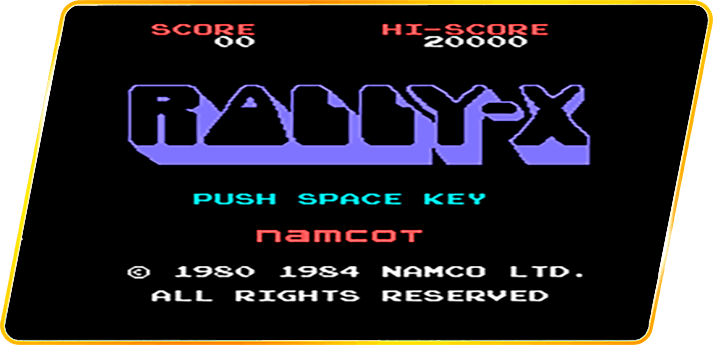 SCORE HI-SCORE
00 20000
RALLY-X
PUSH SPACE KEY
namcot
© 1980 1984 NAMCO LTD.
ALL RIGHTS RESERVED